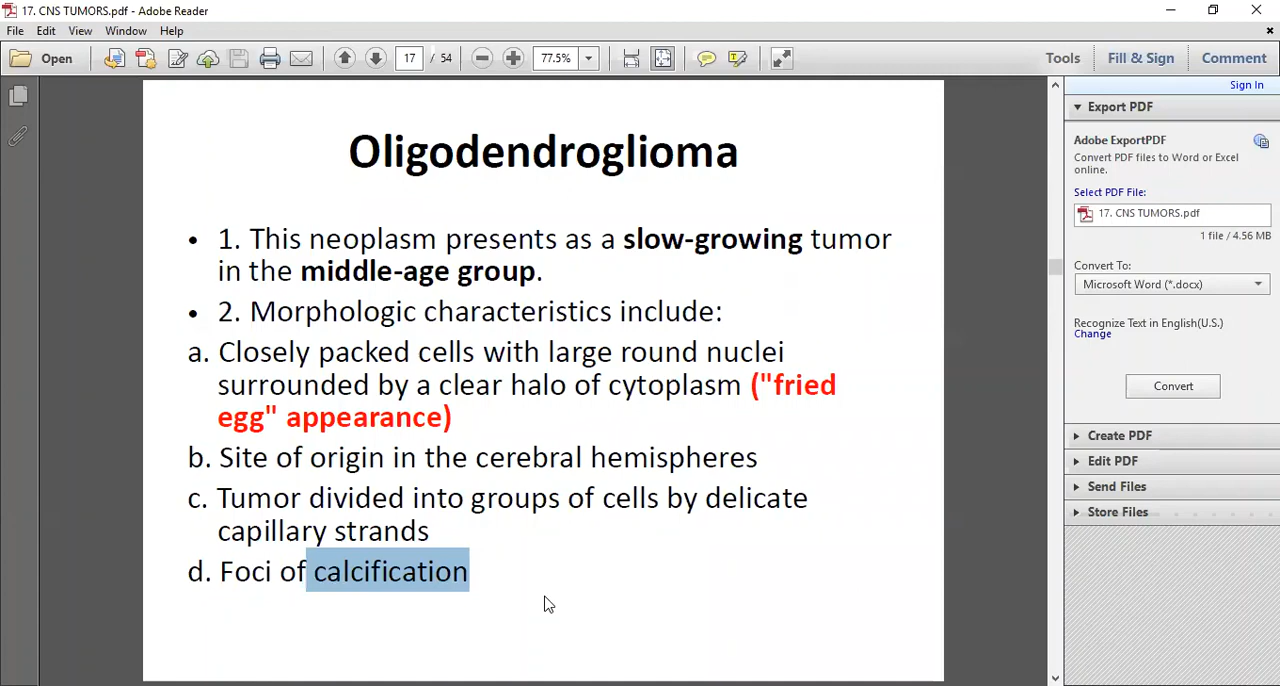 17. CNS TUMORS.pdf - Adobe Reader
File Edit View Window Help
Open 17 / 54 77.5% Tools Fill & Sign Comment
Sign In
Oligodendroglioma
• 1. This neoplasm presents as a slow-growing tumor
in the middle-age group.
• 2. Morphologic characteristics include:
a. Closely packed cells with large round nuclei
surrounded by a clear halo of cytoplasm ("fried
egg" appearance)
b. Site of origin in the cerebral hemispheres
c. Tumor divided into groups of cells by delicate
capillary strands
d. Foci of calcification
Export PDF
Adobe ExportPDF
Convert PDF files to Word or Excel
online.
Select PDF File:
17. CNS TUMORS.pdf
1 file / 4.56 MB
Convert To:
Microsoft Word (*.docx)
Recognize Text in English(U.S.)
Change
Convert
Create PDF
Edit PDF
Send Files
Store Files